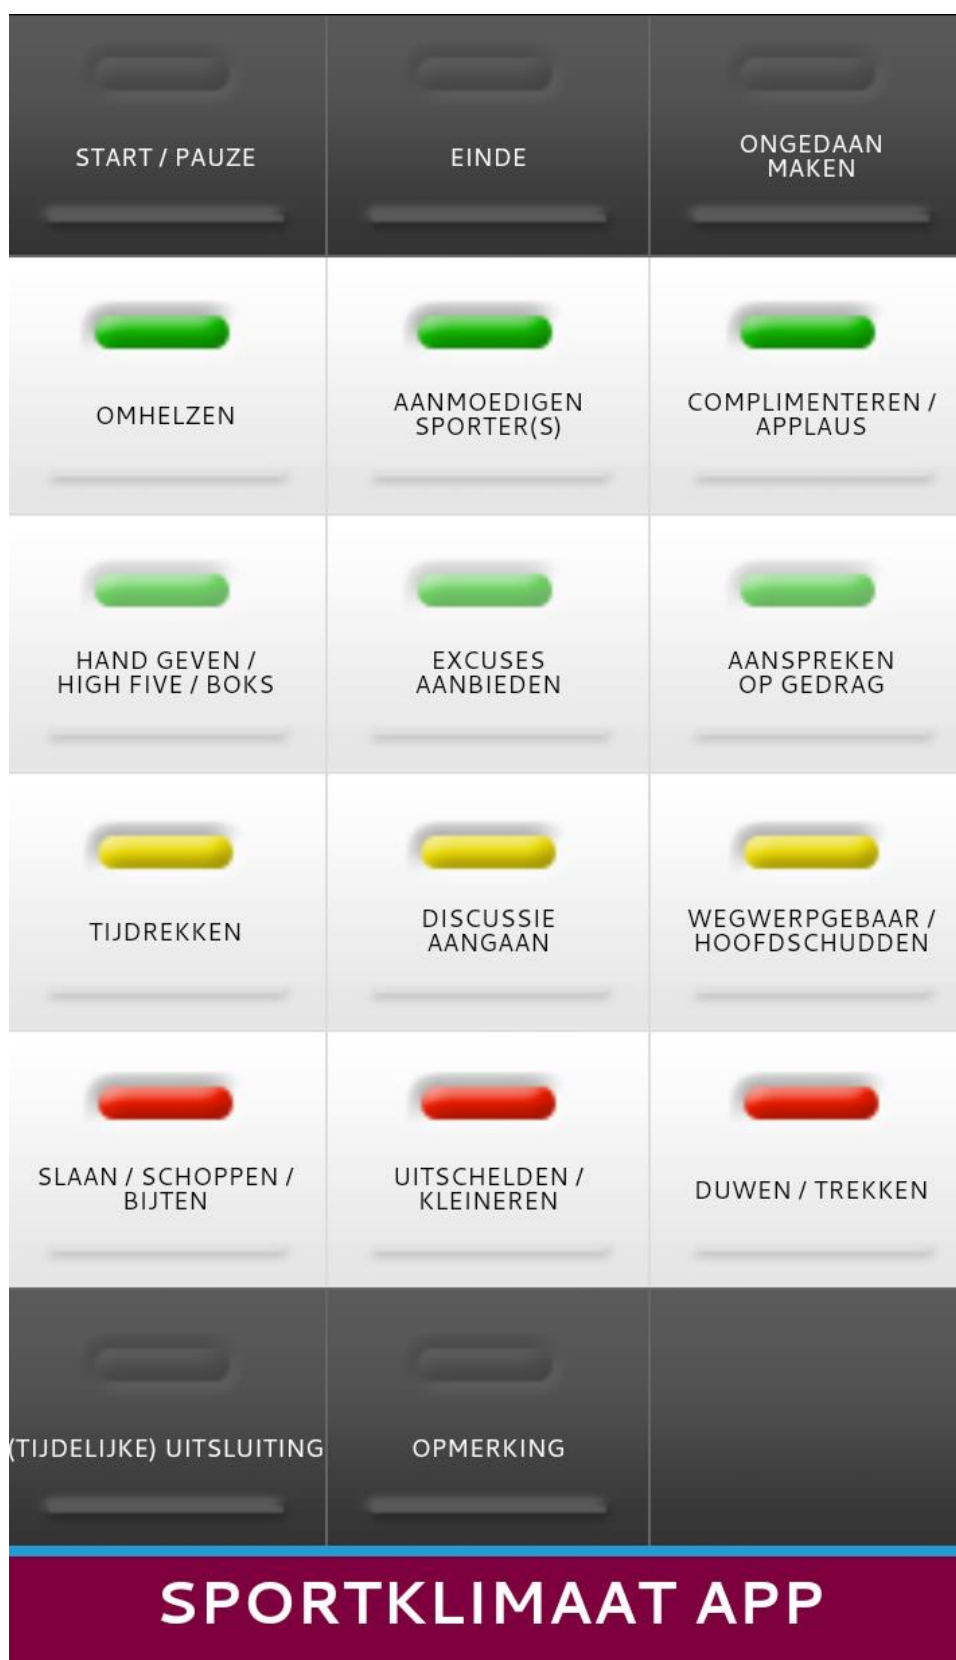 START / PAUZE
EINDE
ONGEDAAN
MAKEN
OMHELZEN
AANMOEDIGEN
SPORTER(S)
COMPLIMENTEREN /
APPLAUS
HAND GEVEN /
HIGH FIVE / BOKS
EXCUSES
AANBIEDEN
AANSPREKEN
OP GEDRAG
TIJDREKKEN
DISCUSSIE
AANGAAN
WEGWERPGEBAAR /
HOOFDSCHUDDEN
SLAAN / SCHOPPEN /
BIJTEN
UITSCHELDEN /
KLEINEREN
DUWEN / TREKKEN
(TIJDELIJKE) UITSLUITING
OPMERKING
SPORTKLIMAAT APP